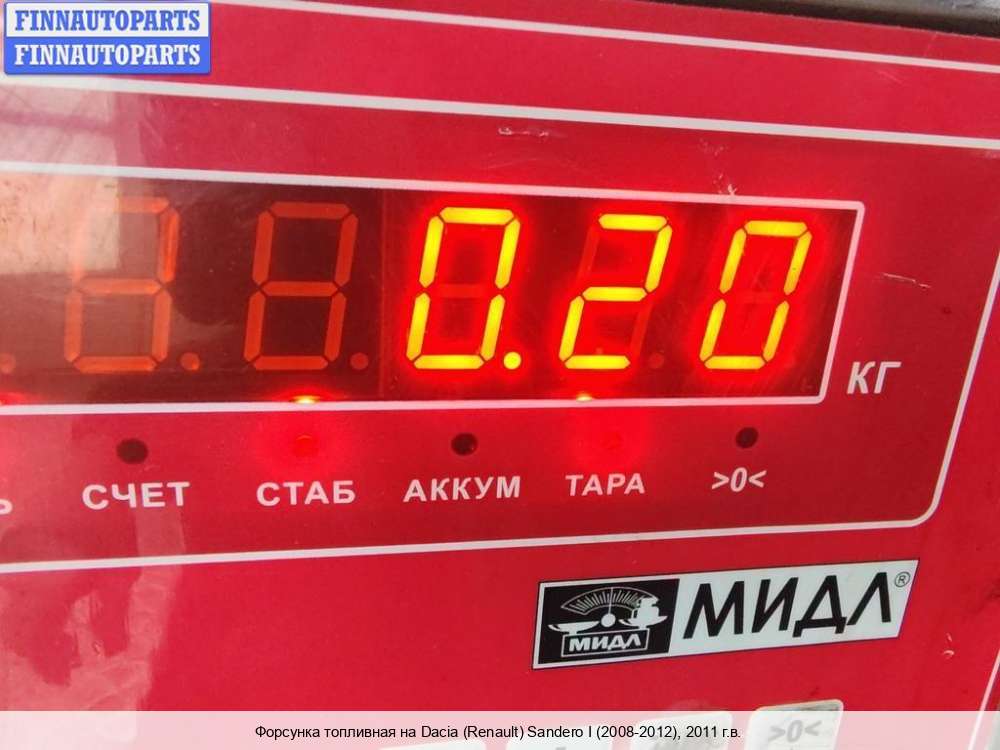 FINNAUTOPARTS
FINNAUTOPARTS
0.20
КГ
СЧЕТ СТАБ АККУМ ТАРА >0<
МИДЛ МИДЛ®
>0<
Форсунка топливная на Dacia (Renault) Sandero I (2008-2012), 2011 г.в.